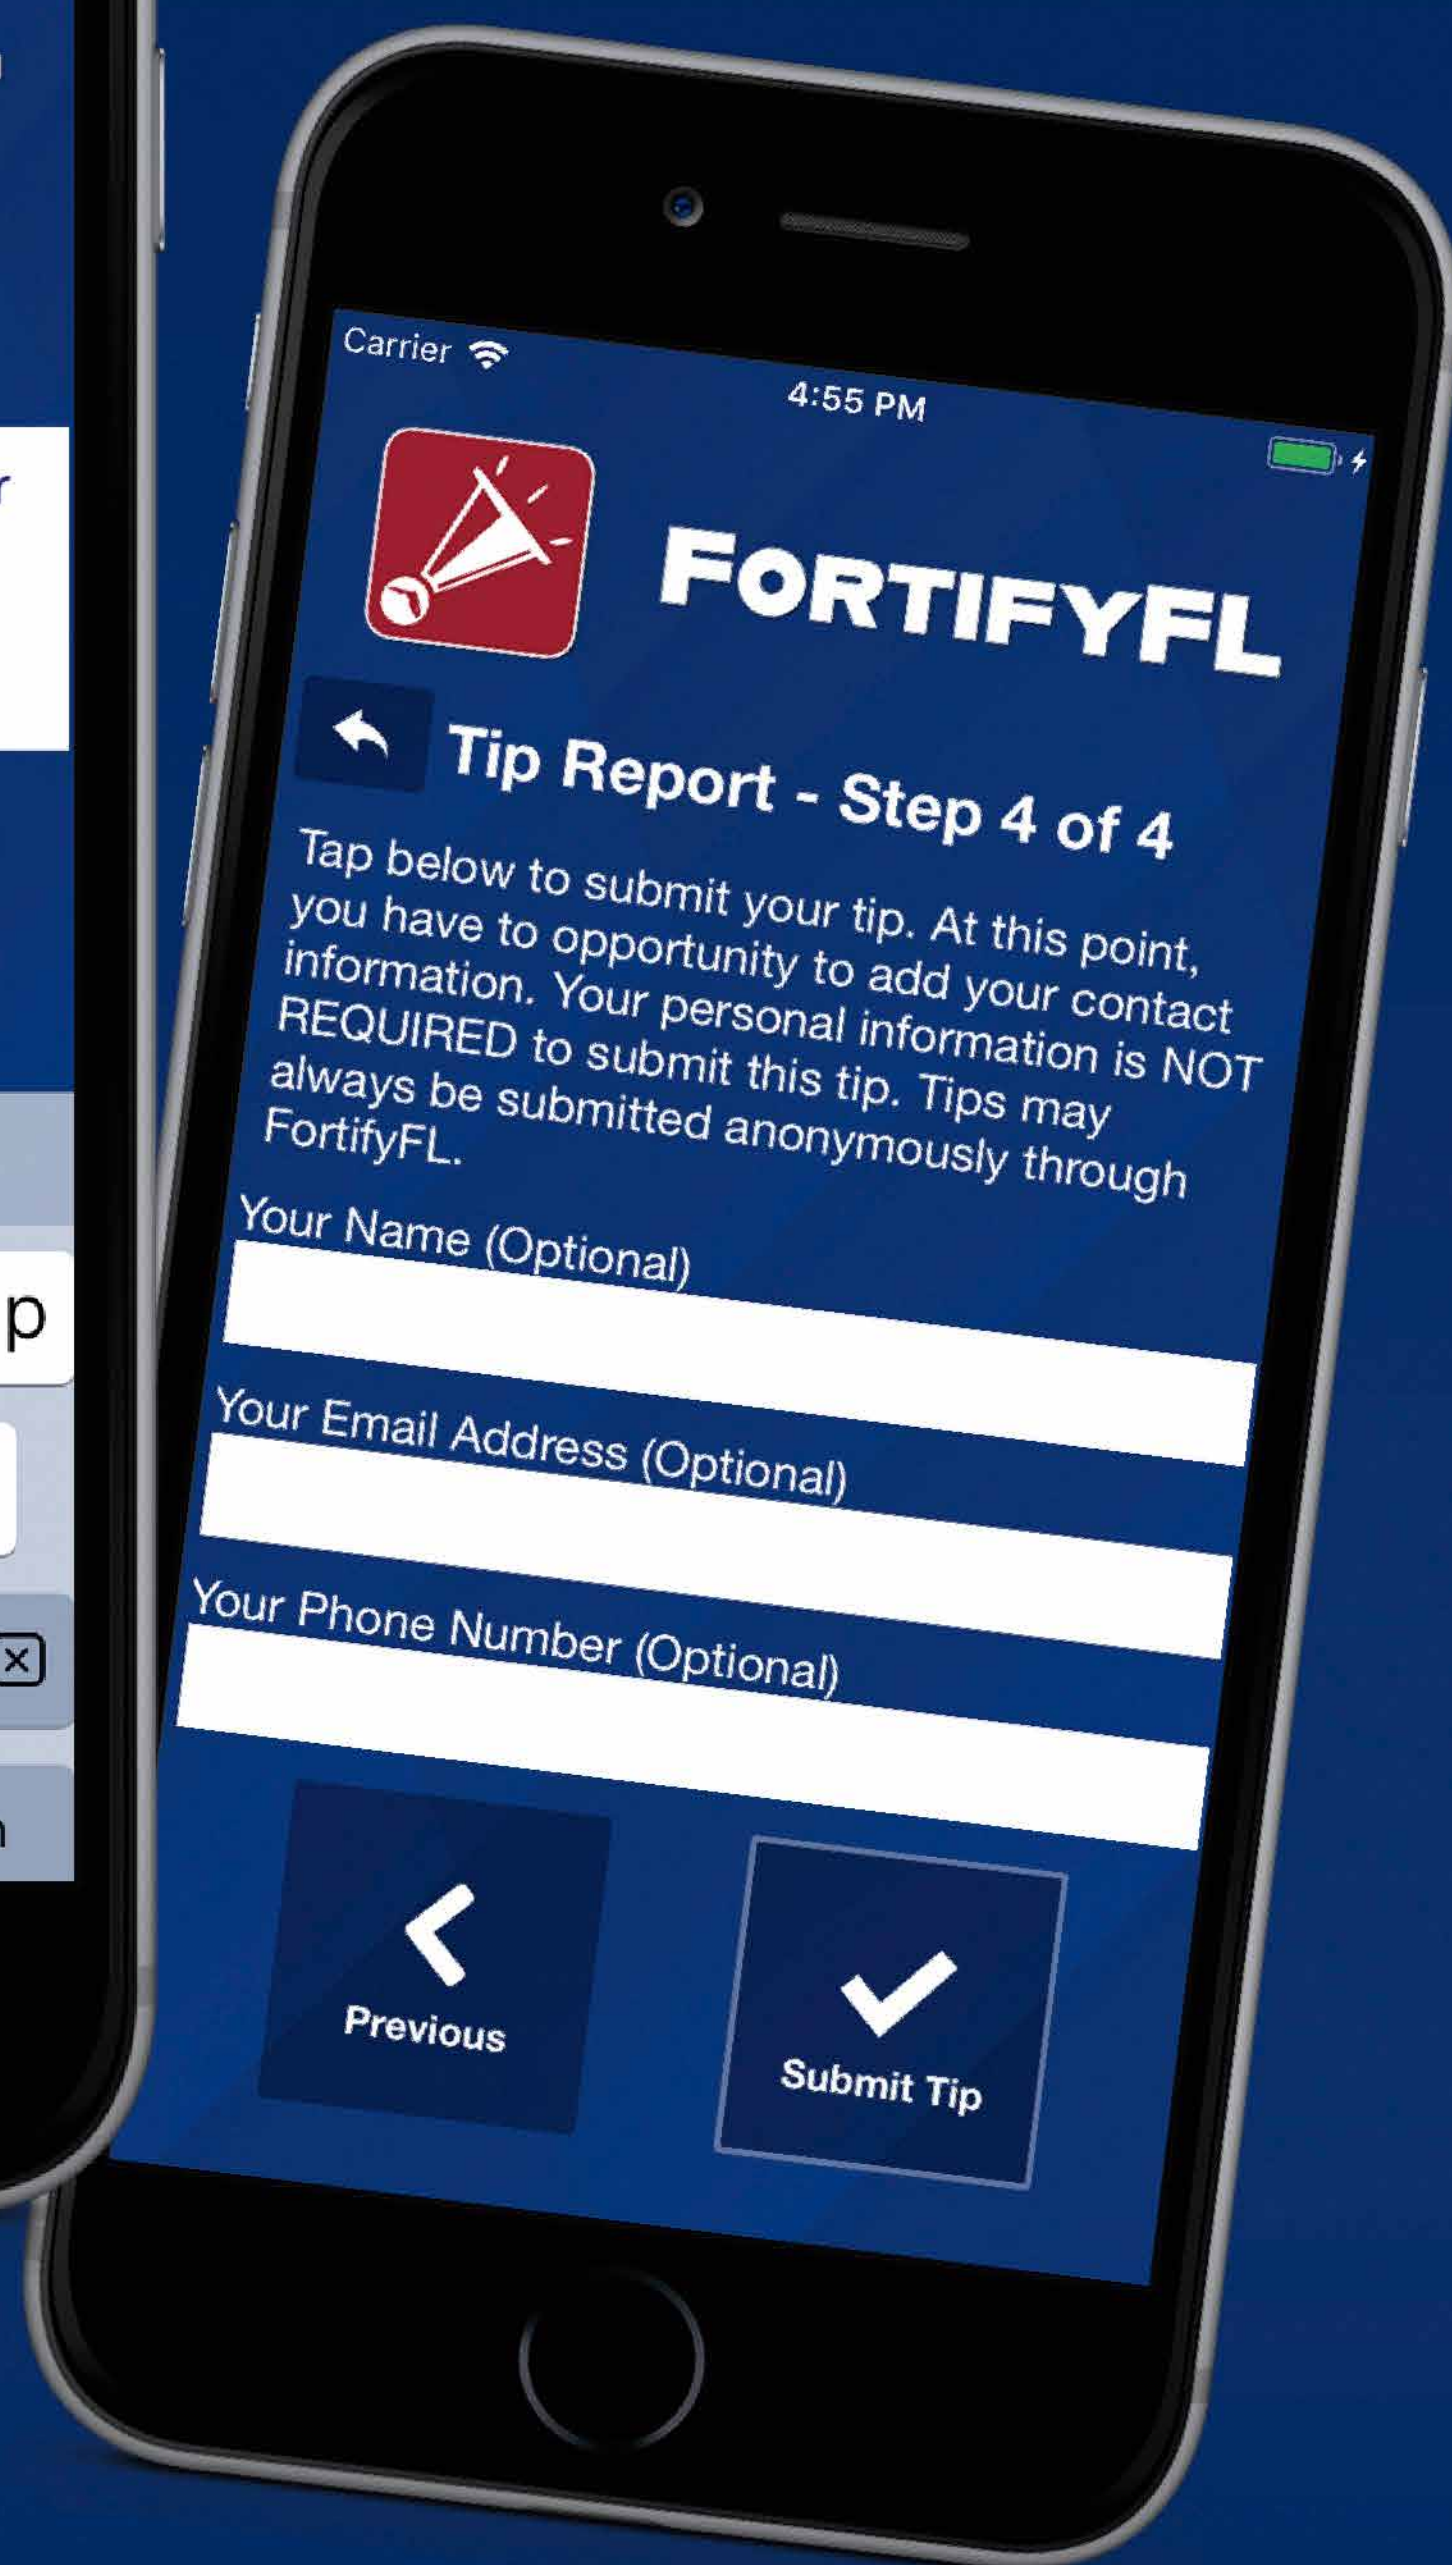 Carrier
4:55 PM
FORTIFYFL
Tip Report - Step 4 of 4
Tap below to submit your tip. At this point,
you have to opportunity to add your contact
information. Your personal information is NOT
REQUIRED to submit this tip. Tips may
always be submitted anonymously through
FortifyFL.
Your Name (Optional)
Your Email Address (Optional)
Your Phone Number (Optional)
Previous
Submit Tip
p